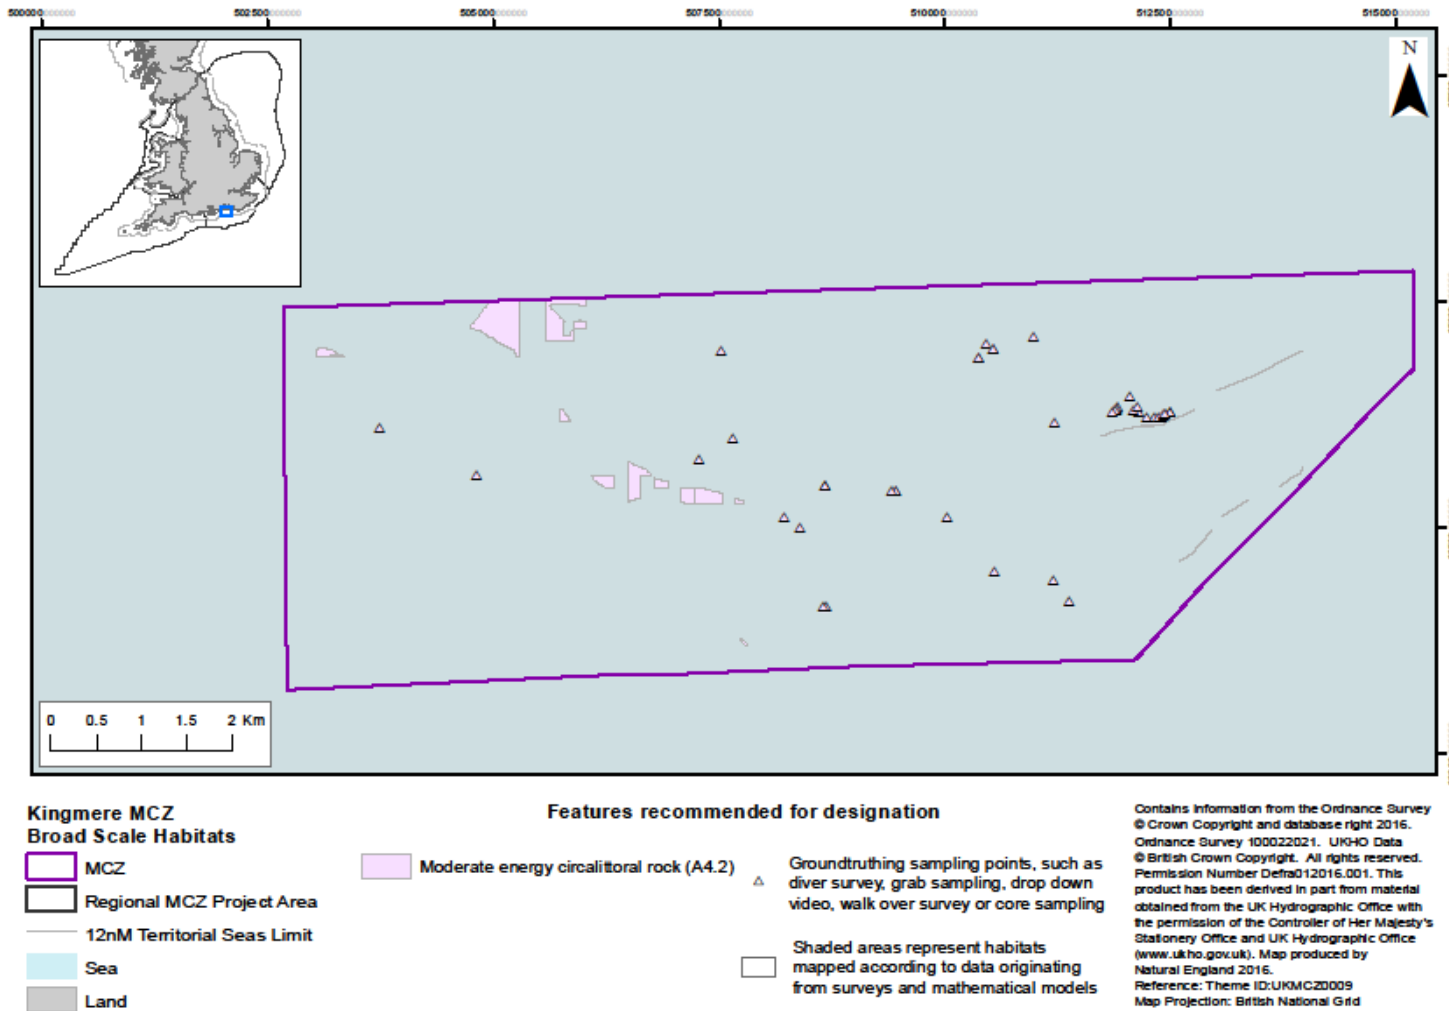 500000000000
502500000000
505000000000
507500000000
510000000000
512500000000
515000000000
N
0 0.5 1 1.5 2 Km
Kingmere MCZ
Broad Scale Habitats
MCZ
Regional MCZ Project Area
12nM Territorial Seas Limit
Sea
Land
Features recommended for designation
Moderate energy circalittoral rock (A4.2)
Groundtruthing sampling points, such as
diver survey, grab sampling, drop down
video, walk over survey or core sampling
Shaded areas represent habitats
mapped according to data originating
from surveys and mathematical models
Contains Information from the Ordnance Survey
© Crown Copyright and database right 2016.
Ordnance Survey 100022021. UKHO Data
© British Crown Copyright. All rights reserved.
Permission Number Defra012016.001. This
product has been derived in part from material
obtained from the UK Hydrographic Office with
the permission of the Controller of Her Majesty's
Stationery Office and UK Hydrographic Office
(www.ukho.gov.uk). Map produced by
Natural England 2016.
Reference: Theme ID:UKMCZ0009
Map Projection: British National Grid